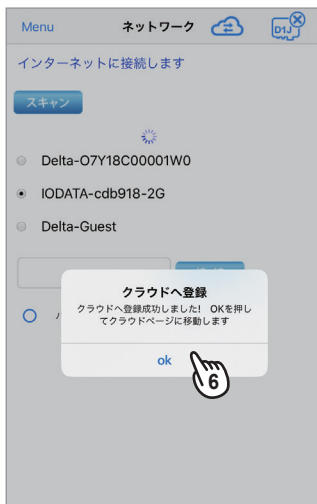 Menu ネットワーク D1J
インターネットに接続します
スキャン
Delta-O7Y18C00001W0
IODATA-cdb918-2G
Delta-Guest
クラウドへ登録
クラウドへ登録成功しました! OKを押し
てクラウドページに移動します
ok
6